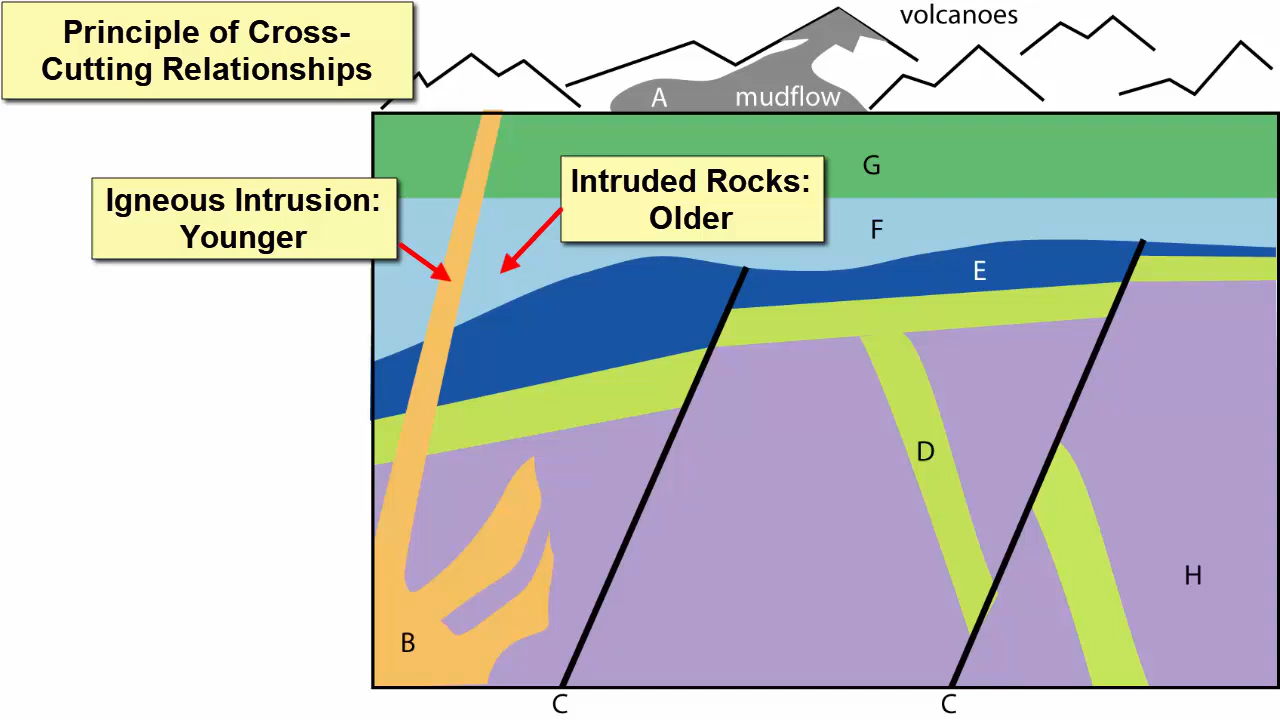 Principle of Cross-
Cutting Relationships
volcanoes
A
mudflow
G
Igneous Intrusion:
Younger
Intruded Rocks:
Older
F
E
D
H
B
C
C